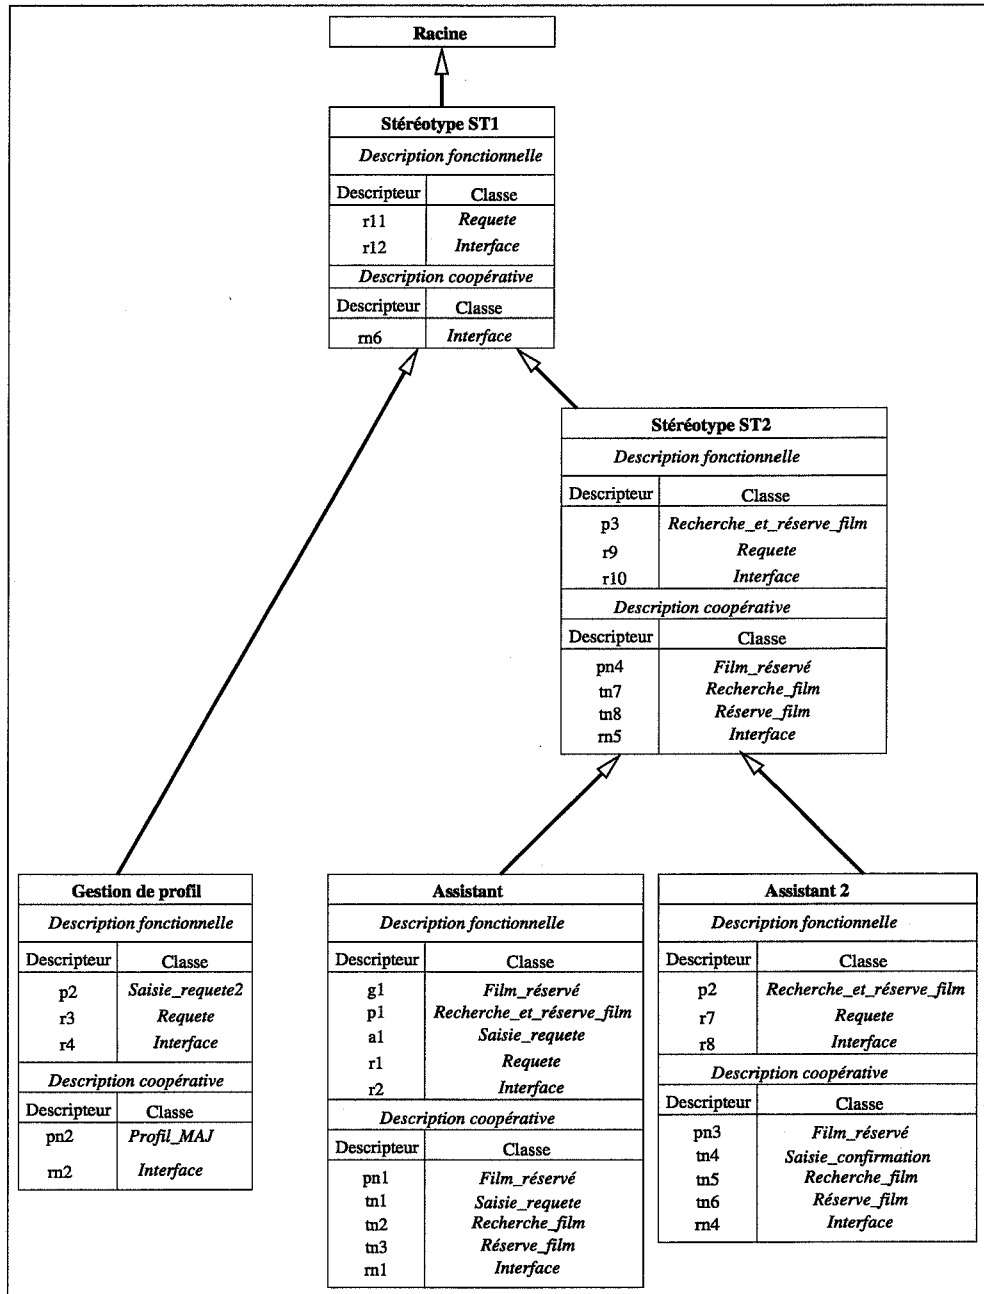 Racine
Stéréotype ST1
Description fonctionnelle
Descripteur Classe
r11 Requete
r12 Interface
Description coopérative
Descripteur Classe
rn6 Interface
Stéréotype ST2
Description fonctionnelle
Descripteur Classe
p3 Recherche_et_réserve_film
r9 Requete
r10 Interface
Description coopérative
Descripteur Classe
pn4 Film_réservé
tn7 Recherche_film
tn8 Réserve_film
rn5 Interface
Gestion de profil
Description fonctionnelle
Descripteur Classe
p2 Saisie_requete2
r3 Requete
r4 Interface
Description coopérative
Descripteur Classe
pn2 Profil_MAJ
rn2 Interface
Assistant
Description fonctionnelle
Descripteur Classe
g1 Film_réservé
p1 Recherche_et_réserve_film
a1 Saisie_requete
r1 Requete
r2 Interface
Description coopérative
Descripteur Classe
pn1 Film_réservé
tn1 Saisie_requete
tn2 Recherche_film
tn3 Réserve_film
rn1 Interface
Assistant 2
Description fonctionnelle
Descripteur Classe
p2 Recherche_et_réserve_film
r7 Requete
r8 Interface
Description coopérative
Descripteur Classe
pn3 Film_réservé
tn4 Saisie_confirmation
tn5 Recherche_film
tn6 Réserve_film
rn4 Interface